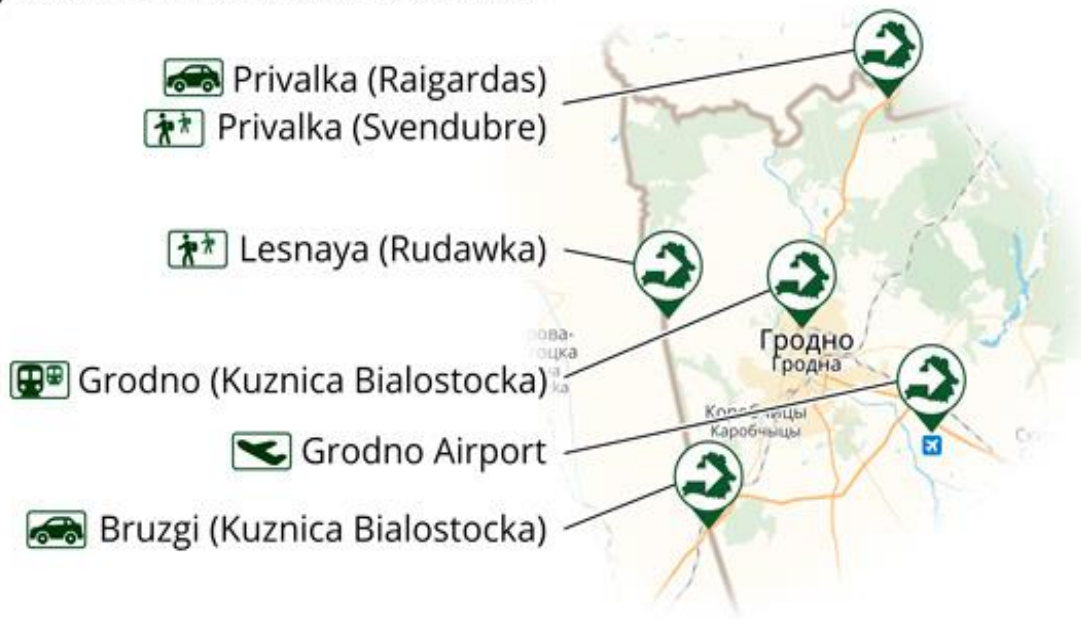 Privalka (Raigardas)
Privalka (Svendubre)
Lesnaya (Rudawka)
Grodno (Kuznica Bialostocka)
Grodno Airport
Bruzgi (Kuznica Bialostocka)
Гродно
Гродна
Каробчыцы